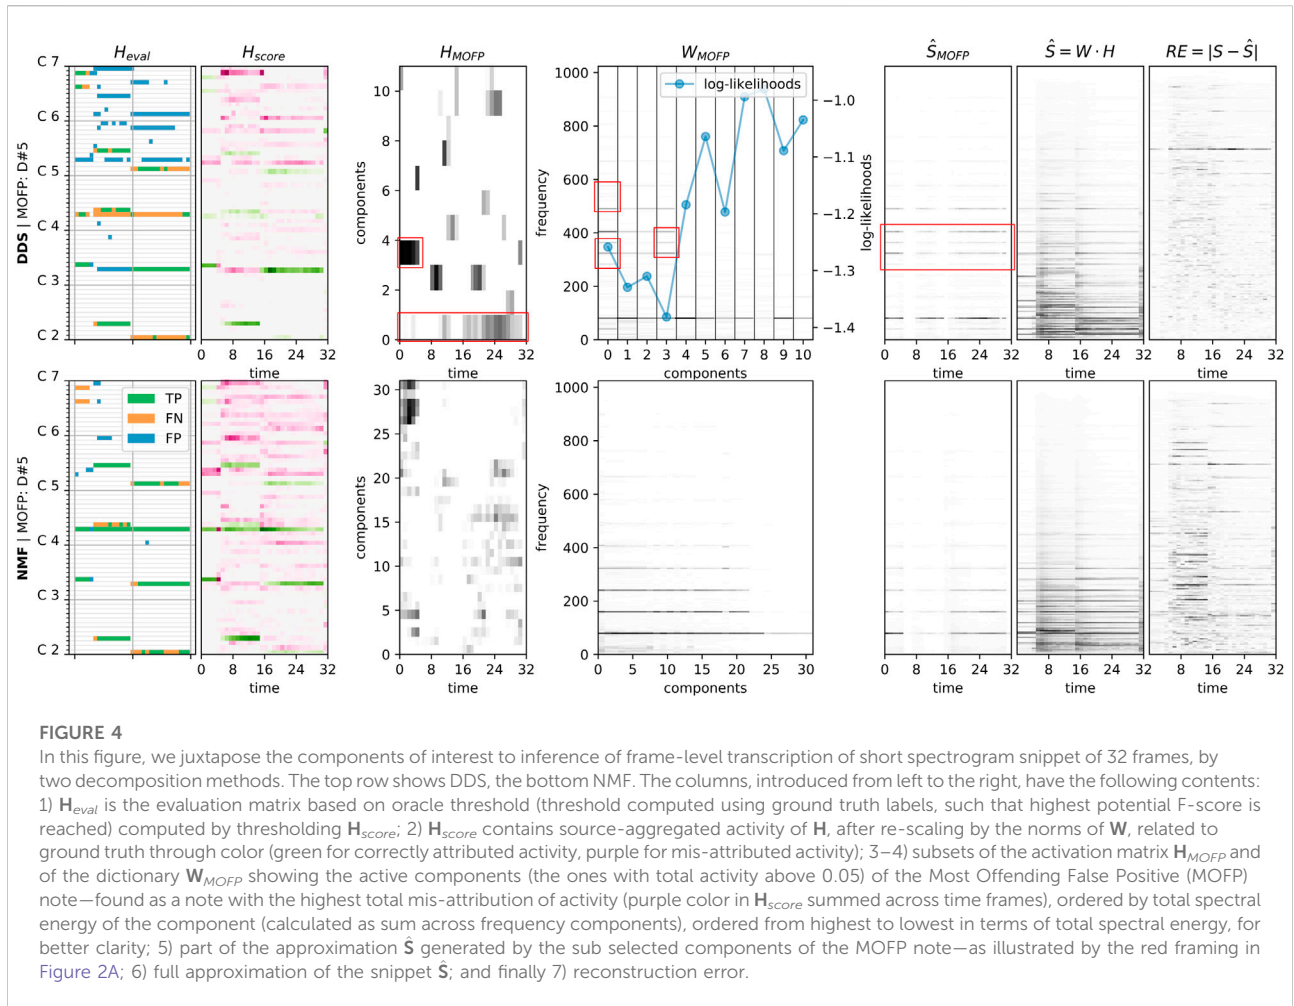 H_eval
H_score
H_MOFP
W_MOFP
Ŝ_MOFP
Ŝ = W · H
RE = |S − Ŝ|
DDS | MOFP: D#5
C 7
C 6
C 5
C 4
C 3
C 2
8 16 24 32
time
components
10
8
6
4
2
0
0 8 16 24 32
time
frequency
1000
800
600
400
200
0
log-likelihoods
0 1 2 3 4 5 6 7 8 9 10
components
−1.0
−1.1
−1.2
−1.3
−1.4
log-likelihoods
8 16 24 32
time
8 16 24 32
time
8 16 24 32
time
NMF | MOFP: D#5
C 7
C 6
C 5
C 4
C 3
C 2
TP
FN
FP
8 16 24 32
time
components
30
25
20
15
10
5
0
0 8 16 24 32
time
frequency
1000
800
600
400
200
0
0 5 10 15 20 25 30
components
8 16 24 32
time
8 16 24 32
time
8 16 24 32
time
FIGURE 4
In this figure, we juxtapose the components of interest to inference of frame-level transcription of short spectrogram snippet of 32 frames, by
two decomposition methods. The top row shows DDS, the bottom NMF. The columns, introduced from left to the right, have the following contents:
1) H_eval is the evaluation matrix based on oracle threshold (threshold computed using ground truth labels, such that highest potential F-score is
reached) computed by thresholding H_score; 2) H_score contains source-aggregated activity of H, after re-scaling by the norms of W, related to
ground truth through color (green for correctly attributed activity, purple for mis-attributed activity); 3–4) subsets of the activation matrix H_MOFP and
of the dictionary W_MOFP showing the active components (the ones with total activity above 0.05) of the Most Offending False Positive (MOFP)
note—found as a note with the highest total mis-attribution of activity (purple color in H_score summed across time frames), ordered by total spectral
energy of the component (calculated as sum across frequency components), ordered from highest to lowest in terms of total spectral energy, for
better clarity; 5) part of the approximation Ŝ generated by the sub selected components of the MOFP note—as illustrated by the red framing in
Figure 2A; 6) full approximation of the snippet Ŝ; and finally 7) reconstruction error.